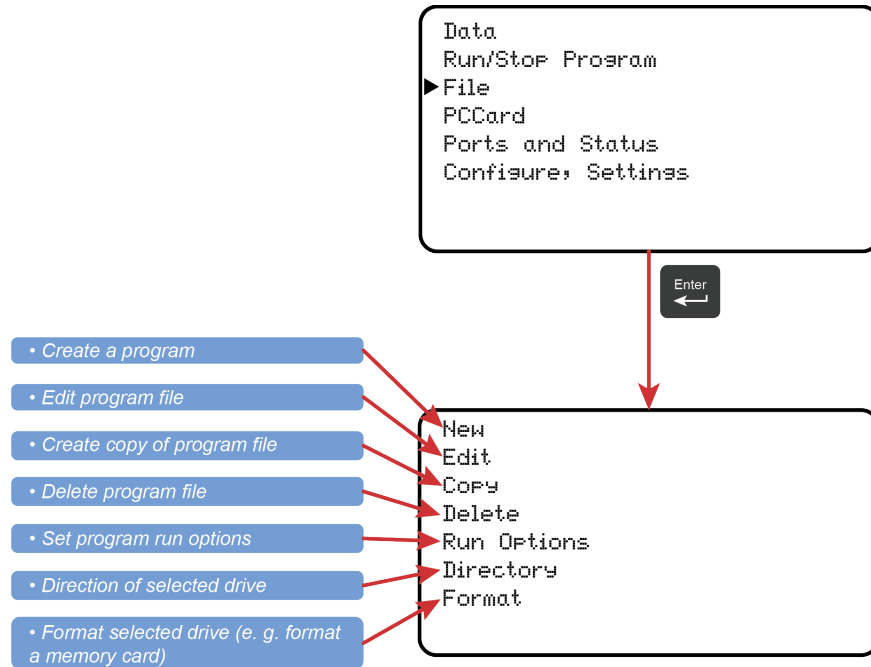 Data
Run/Stop Program
File
PCCard
Ports and Status
Configure, Settings
Enter
• Create a program
• Edit program file
• Create copy of program file
• Delete program file
• Set program run options
• Direction of selected drive
• Format selected drive (e. g. format
a memory card)
New
Edit
Copy
Delete
Run Options
Directory
Format